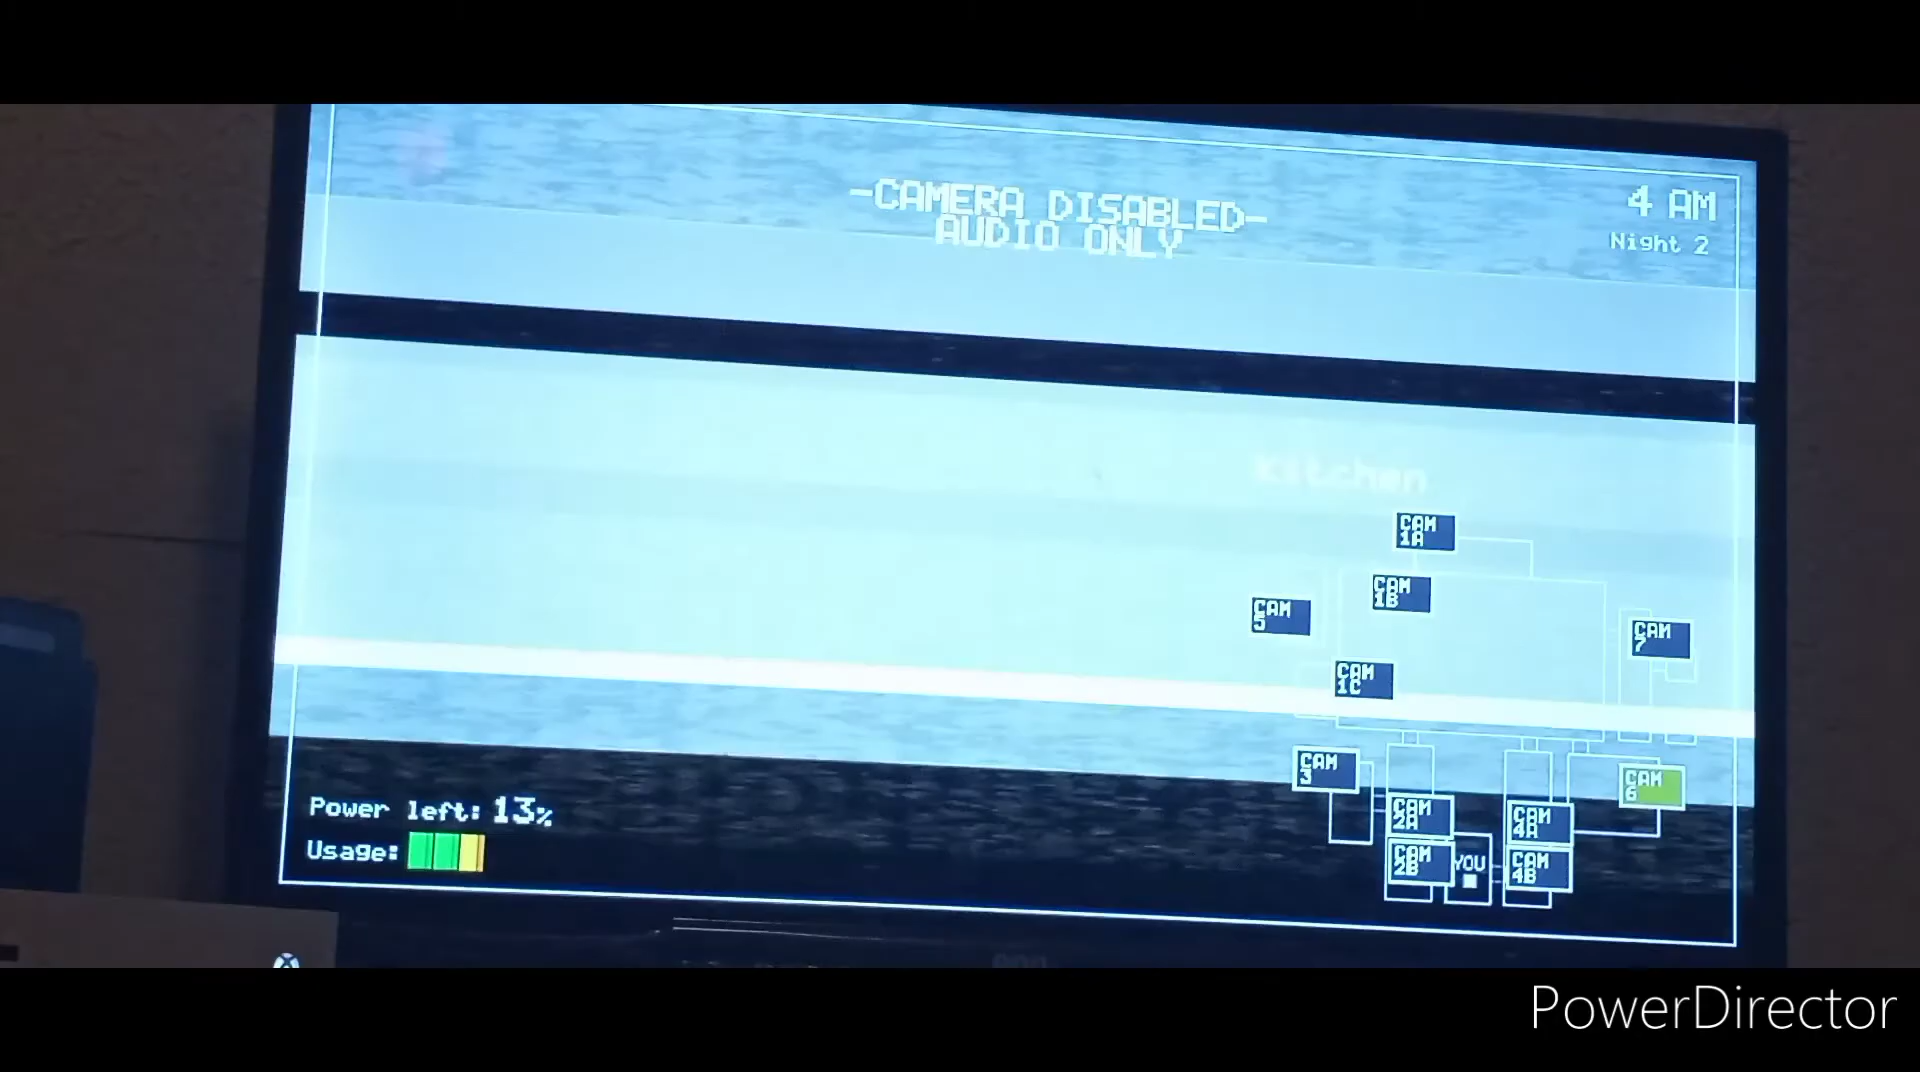 -CAMERA DISABLED-
AUDIO ONLY
4 AM
Night 2
Kitchen
CAM
1A
CAM
1B
CAM
5
CAM
7
CAM
1C
CAM
3
CAM
6
CAM
2A
CAM
4A
CAM
2B
YOU
CAM
4B
Power left: 13%
Usage:
PowerDirector